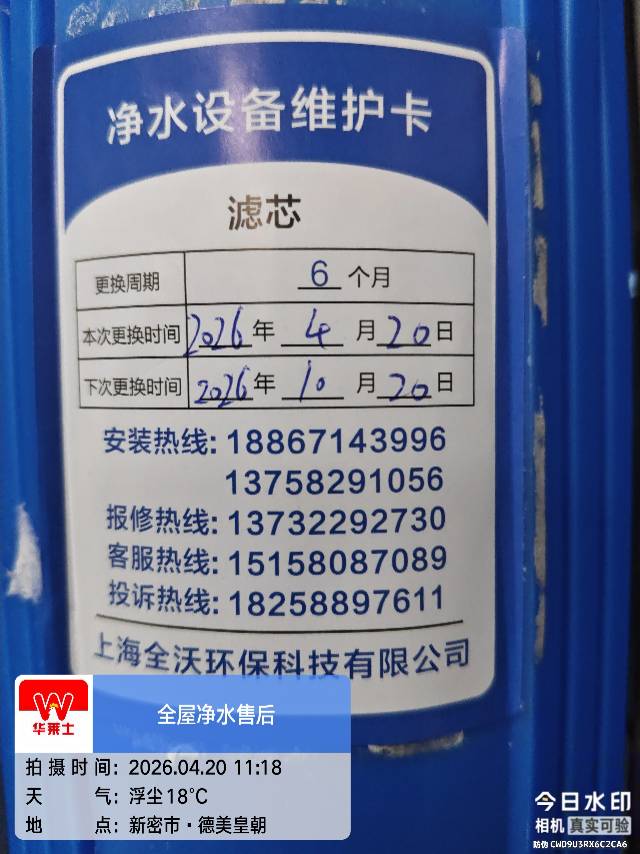 净水设备维护卡
滤芯
更换周期 6 个月
本次更换时间 2026 年 4 月 20 日
下次更换时间 2026 年 10 月 20 日
安装热线: 18867143996
13758291056
报修热线: 13732292730
客服热线: 15158087089
投诉热线: 18258897611
上海全沃环保科技有限公司
华莱士
全屋净水售后
拍摄时间: 2026.04.20 11:18
天气: 浮尘18℃
地点: 新密市·德美皇朝
今日水印
相机 真实可验
防伪 CWD9U3RX6C2CA6